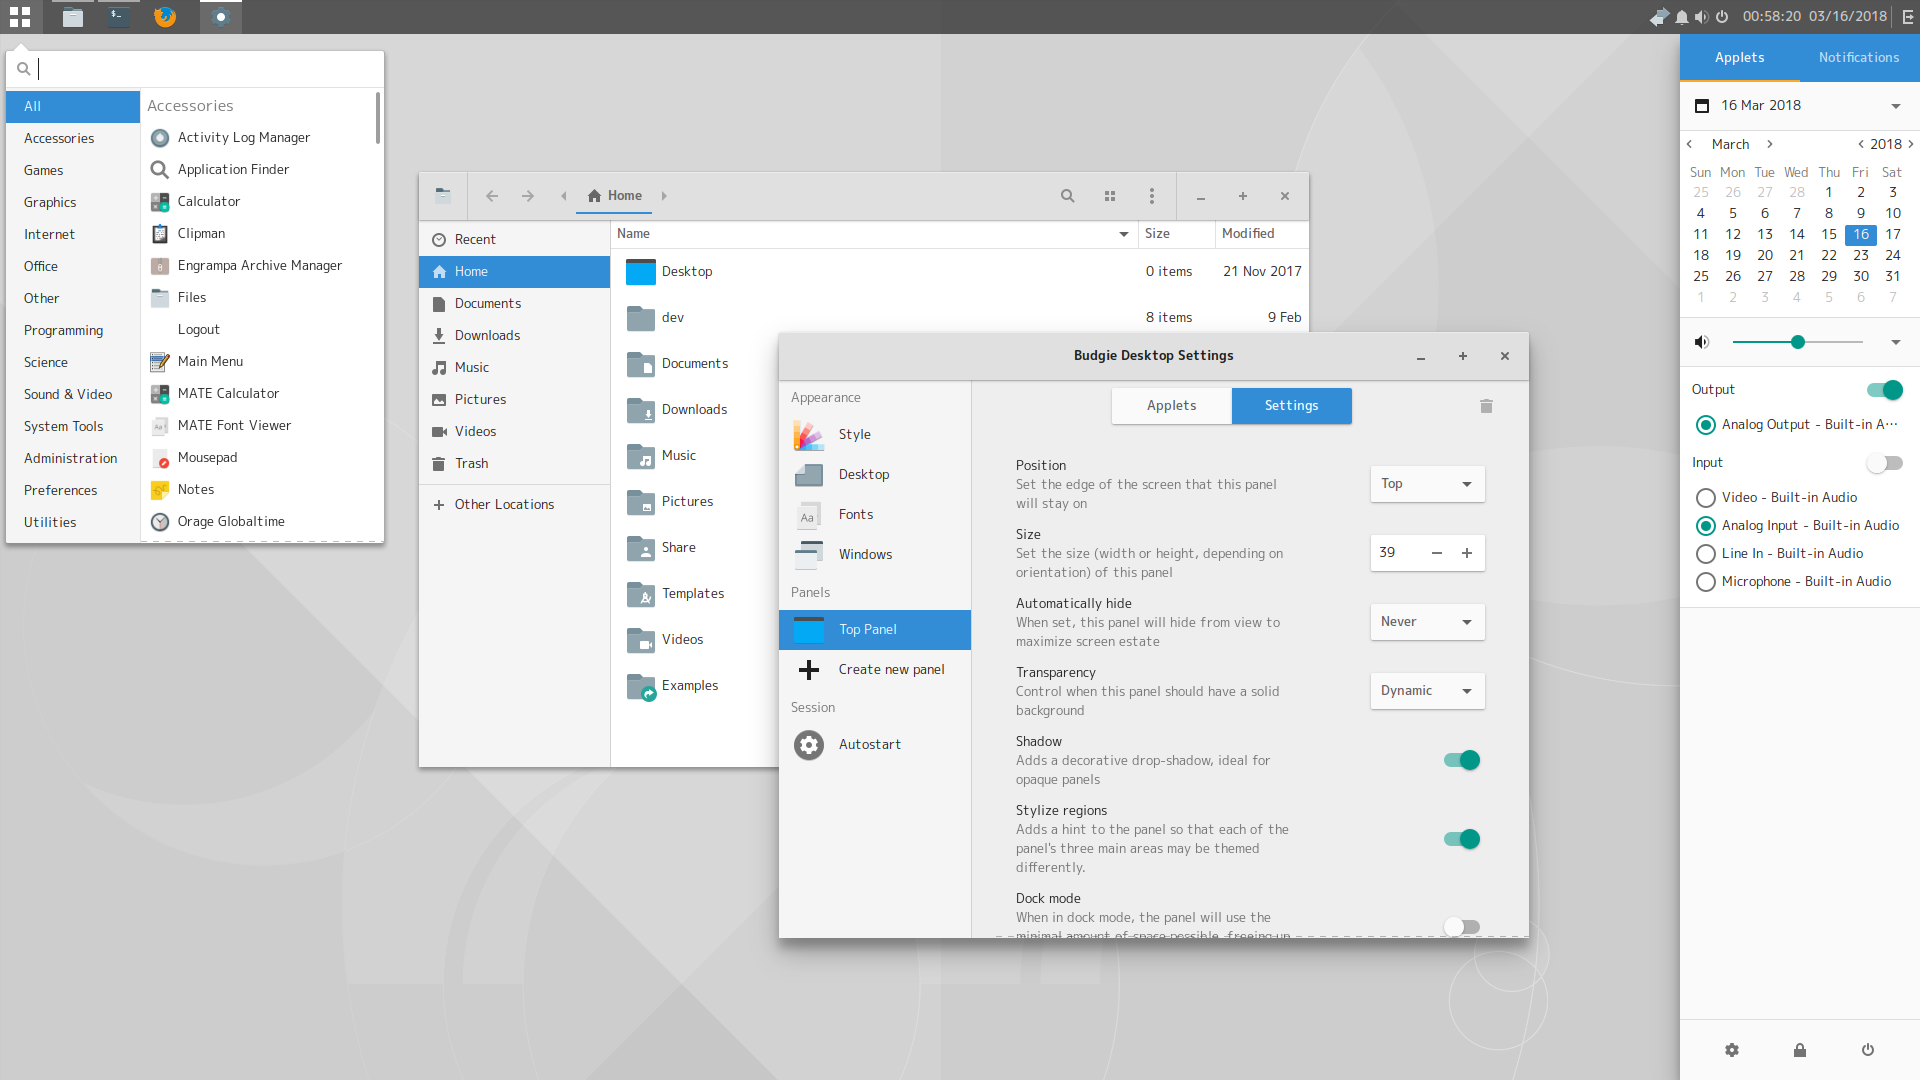 00:58:20 03/16/2018
All
Accessories
Games
Graphics
Internet
Office
Other
Programming
Science
Sound & Video
System Tools
Administration
Preferences
Utilities
Accessories
Activity Log Manager
Application Finder
Calculator
Clipman
Engrampa Archive Manager
Files
Logout
Main Menu
MATE Calculator
MATE Font Viewer
Mousepad
Notes
Orage Globaltime
Home
Recent
Home
Documents
Downloads
Music
Pictures
Videos
Trash
Other Locations
Name Size Modified
Desktop 0 items 21 Nov 2017
dev 8 items 9 Feb
Documents
Downloads
Music
Pictures
Share
Templates
Videos
Examples
Budgie Desktop Settings
Appearance
Style
Desktop
Fonts
Windows
Panels
Top Panel
Create new panel
Session
Autostart
Applets Settings
Position
Set the edge of the screen that this panel
will stay on
Top
Size
Set the size (width or height, depending on
orientation) of this panel
39
Automatically hide
When set, this panel will hide from view to
maximize screen estate
Never
Transparency
Control when this panel should have a solid
background
Dynamic
Shadow
Adds a decorative drop-shadow, ideal for
opaque panels
Stylize regions
Adds a hint to the panel so that each of the
panel's three main areas may be themed
differently.
Dock mode
When in dock mode, the panel will use the
minimal amount of space possible, freeing up
Applets Notifications
16 Mar 2018
March 2018
Sun Mon Tue Wed Thu Fri Sat
25 26 27 28 1 2 3
4 5 6 7 8 9 10
11 12 13 14 15 16 17
18 19 20 21 22 23 24
25 26 27 28 29 30 31
1 2 3 4 5 6 7
Output
Analog Output - Built-in A…
Input
Video - Built-in Audio
Analog Input - Built-in Audio
Line In - Built-in Audio
Microphone - Built-in Audio